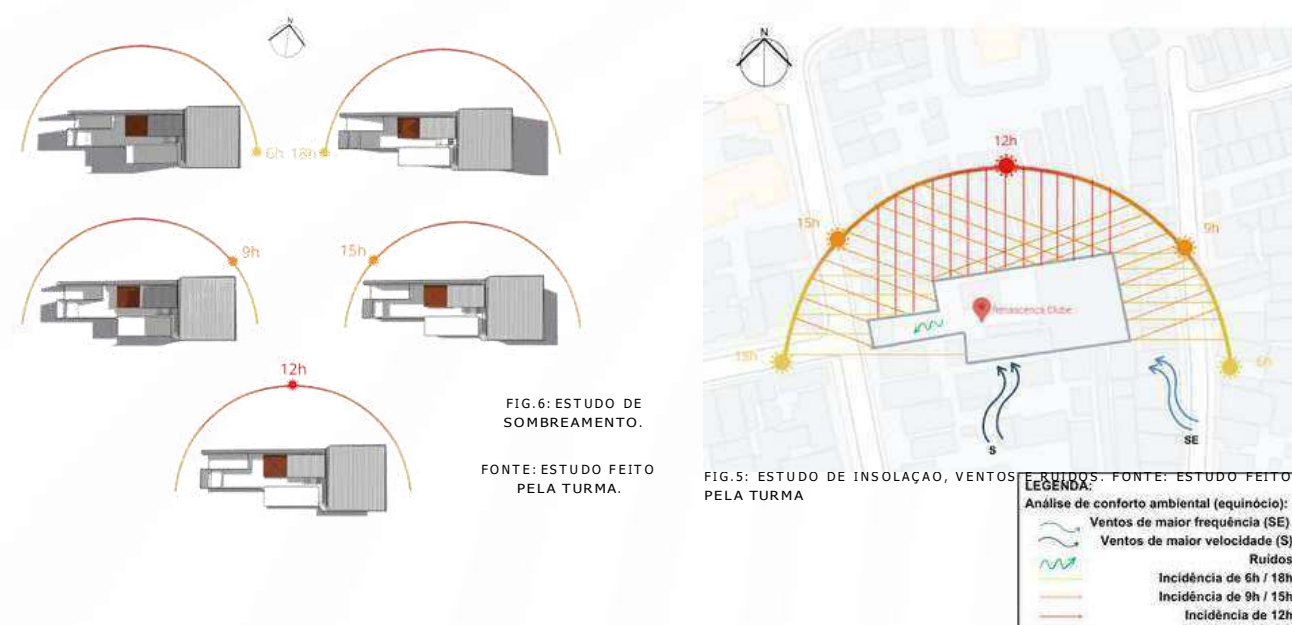 N
6h
18h
9h
15h
12h
FIG.6: ESTUDO DE
SOMBREAMENTO.
FONTE: ESTUDO FEITO
PELA TURMA.
N
12h
15h
9h
Renascença Clube
18h
6h
S
SE
FIG.5: ESTUDO DE INSOLAÇAO, VENTOS E RUIDOS. FONTE: ESTUDO FEITO
PELA TURMA
LEGENDA:
Análise de conforto ambiental (equinócio):
Ventos de maior frequência (SE)
Ventos de maior velocidade (S)
Ruídos
Incidência de 6h / 18h
Incidência de 9h / 15h
Incidência de 12h